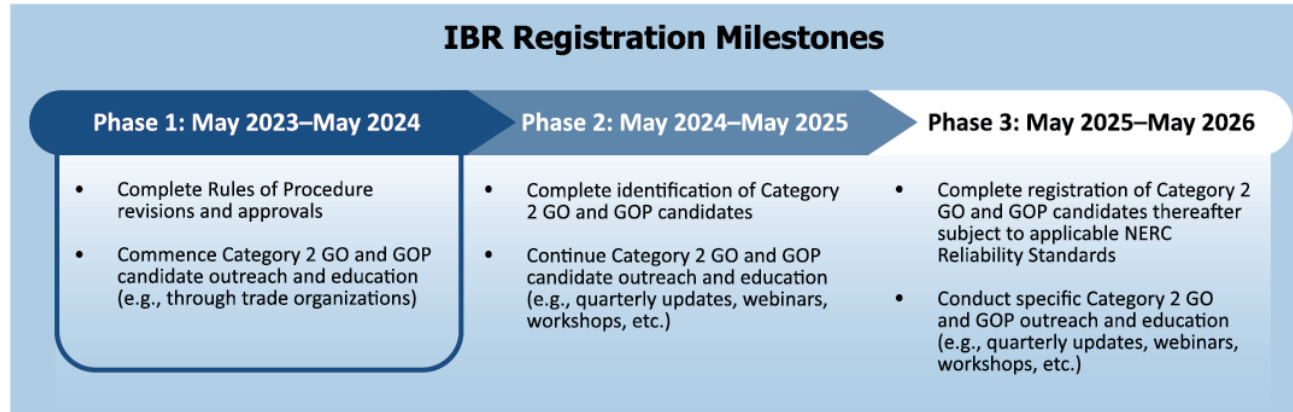 IBR Registration Milestones
Phase 1: May 2023–May 2024
• Complete Rules of Procedure
revisions and approvals
• Commence Category 2 GO and GOP
candidate outreach and education
(e.g., through trade organizations)
Phase 2: May 2024–May 2025
• Complete identification of Category
2 GO and GOP candidates
• Continue Category 2 GO and GOP
candidate outreach and education
(e.g., quarterly updates, webinars,
workshops, etc.)
Phase 3: May 2025–May 2026
• Complete registration of Category 2
GO and GOP candidates thereafter
subject to applicable NERC
Reliability Standards
• Conduct specific Category 2 GO
and GOP outreach and education
(e.g., quarterly updates, webinars,
workshops, etc.)